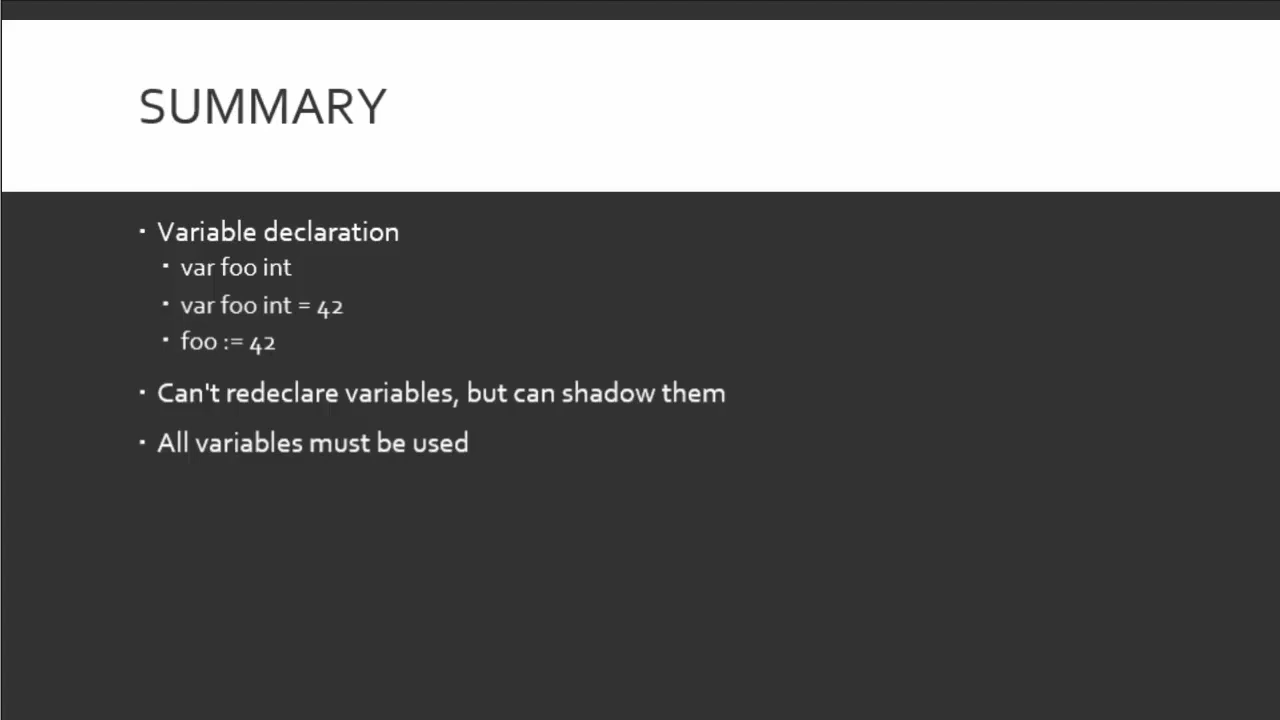 SUMMARY
Variable declaration
var foo int
var foo int = 42
foo := 42
Can't redeclare variables, but can shadow them
All variables must be used